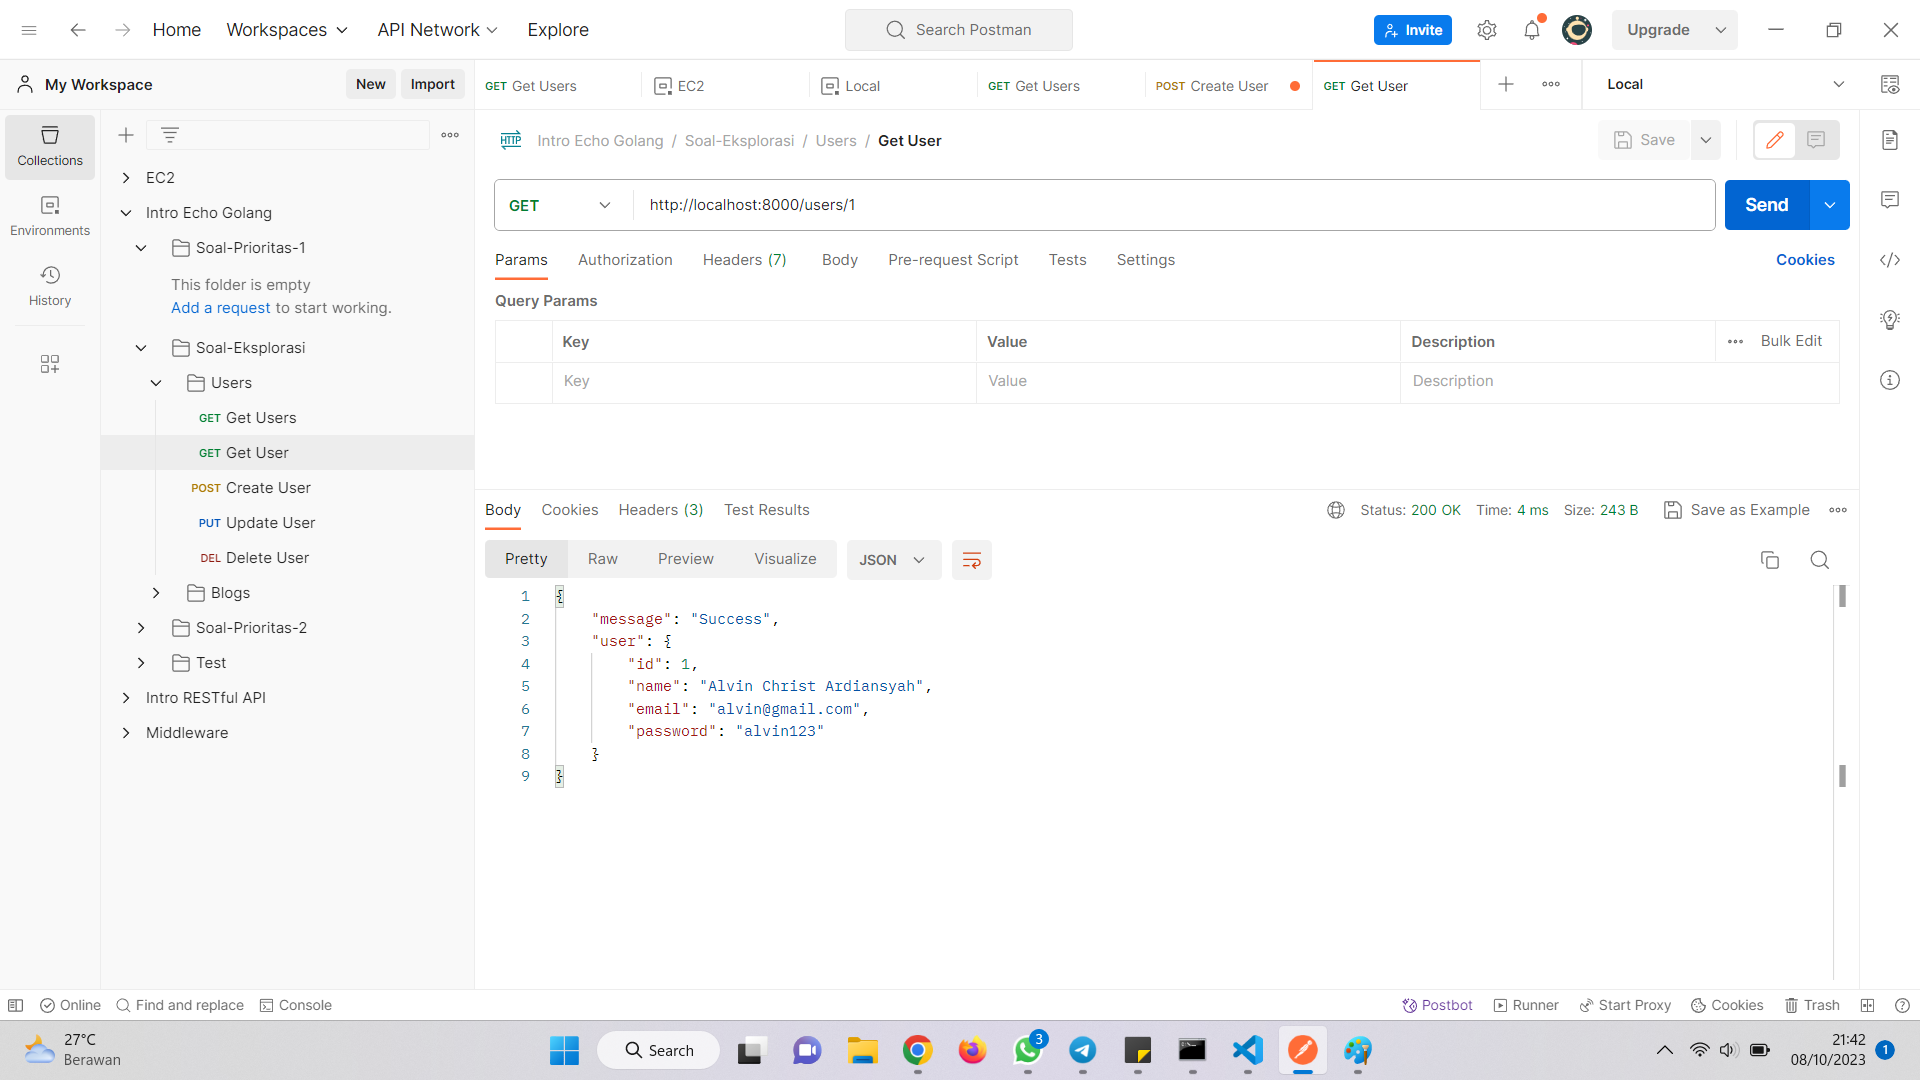 Home Workspaces API Network Explore Search Postman Invite Upgrade
My Workspace New Import GET Get Users EC2 Local GET Get Users POST Create User GET Get User Local
HTTP Intro Echo Golang / Soal-Eksplorasi / Users / Get User Save
Collections
Environments
History
EC2
Intro Echo Golang
Soal-Prioritas-1
This folder is empty
Add a request to start working.
Soal-Eksplorasi
Users
GET Get Users
GET Get User
POST Create User
PUT Update User
DEL Delete User
Blogs
Soal-Prioritas-2
Test
Intro RESTful API
Middleware
GET http://localhost:8000/users/1 Send
Params Authorization Headers (7) Body Pre-request Script Tests Settings Cookies
Query Params
Key Value Description Bulk Edit
Key Value Description
Body Cookies Headers (3) Test Results Status: 200 OK Time: 4 ms Size: 243 B Save as Example
Pretty Raw Preview Visualize JSON
1 {
2 "message": "Success",
3 "user": {
4 "id": 1,
5 "name": "Alvin Christ Ardiansyah",
6 "email": "alvin@gmail.com",
7 "password": "alvin123"
8 }
9 }
Online Find and replace Console Postbot Runner Start Proxy Cookies Trash
27°C
Berawan
Search
3
21:42
08/10/2023
1